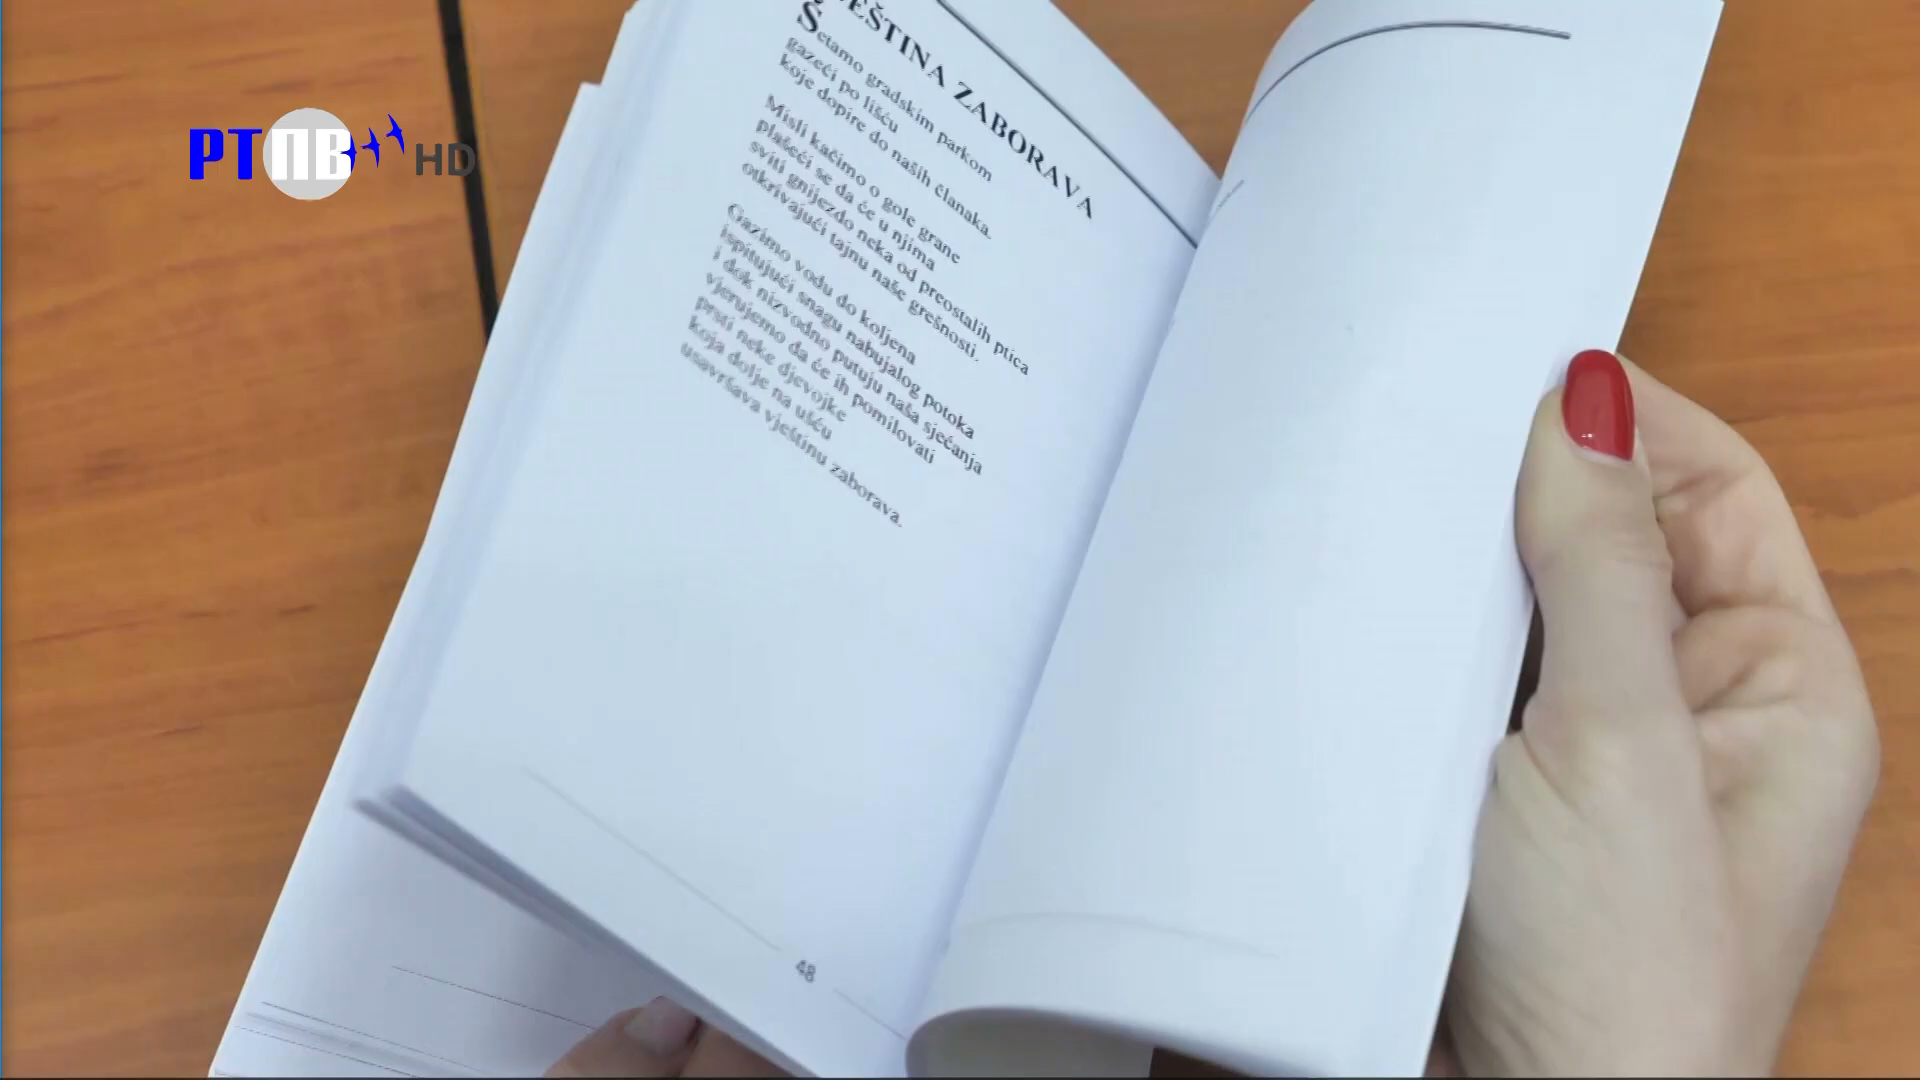 РТПВ HD
JEŠTINA ZABORAVA
Šetamo gradskim parkom
gazeći po lišću
koje dopire do naših članaka.
Misli kačimo o gole grane
plašeći se da će u njima
sviti gnijezdo neka od preostalih ptica
otkrivajući tajnu naše grešnosti.
Gazimo vodu do koljena
ispitujući snagu nabujalog potoka
i dok nizvodno putuju naša sjećanja
vjerujemo da će ih pomilovati
prsti neke djevojke
koja dolje na ušću
usavršava vještinu zaborava.
48